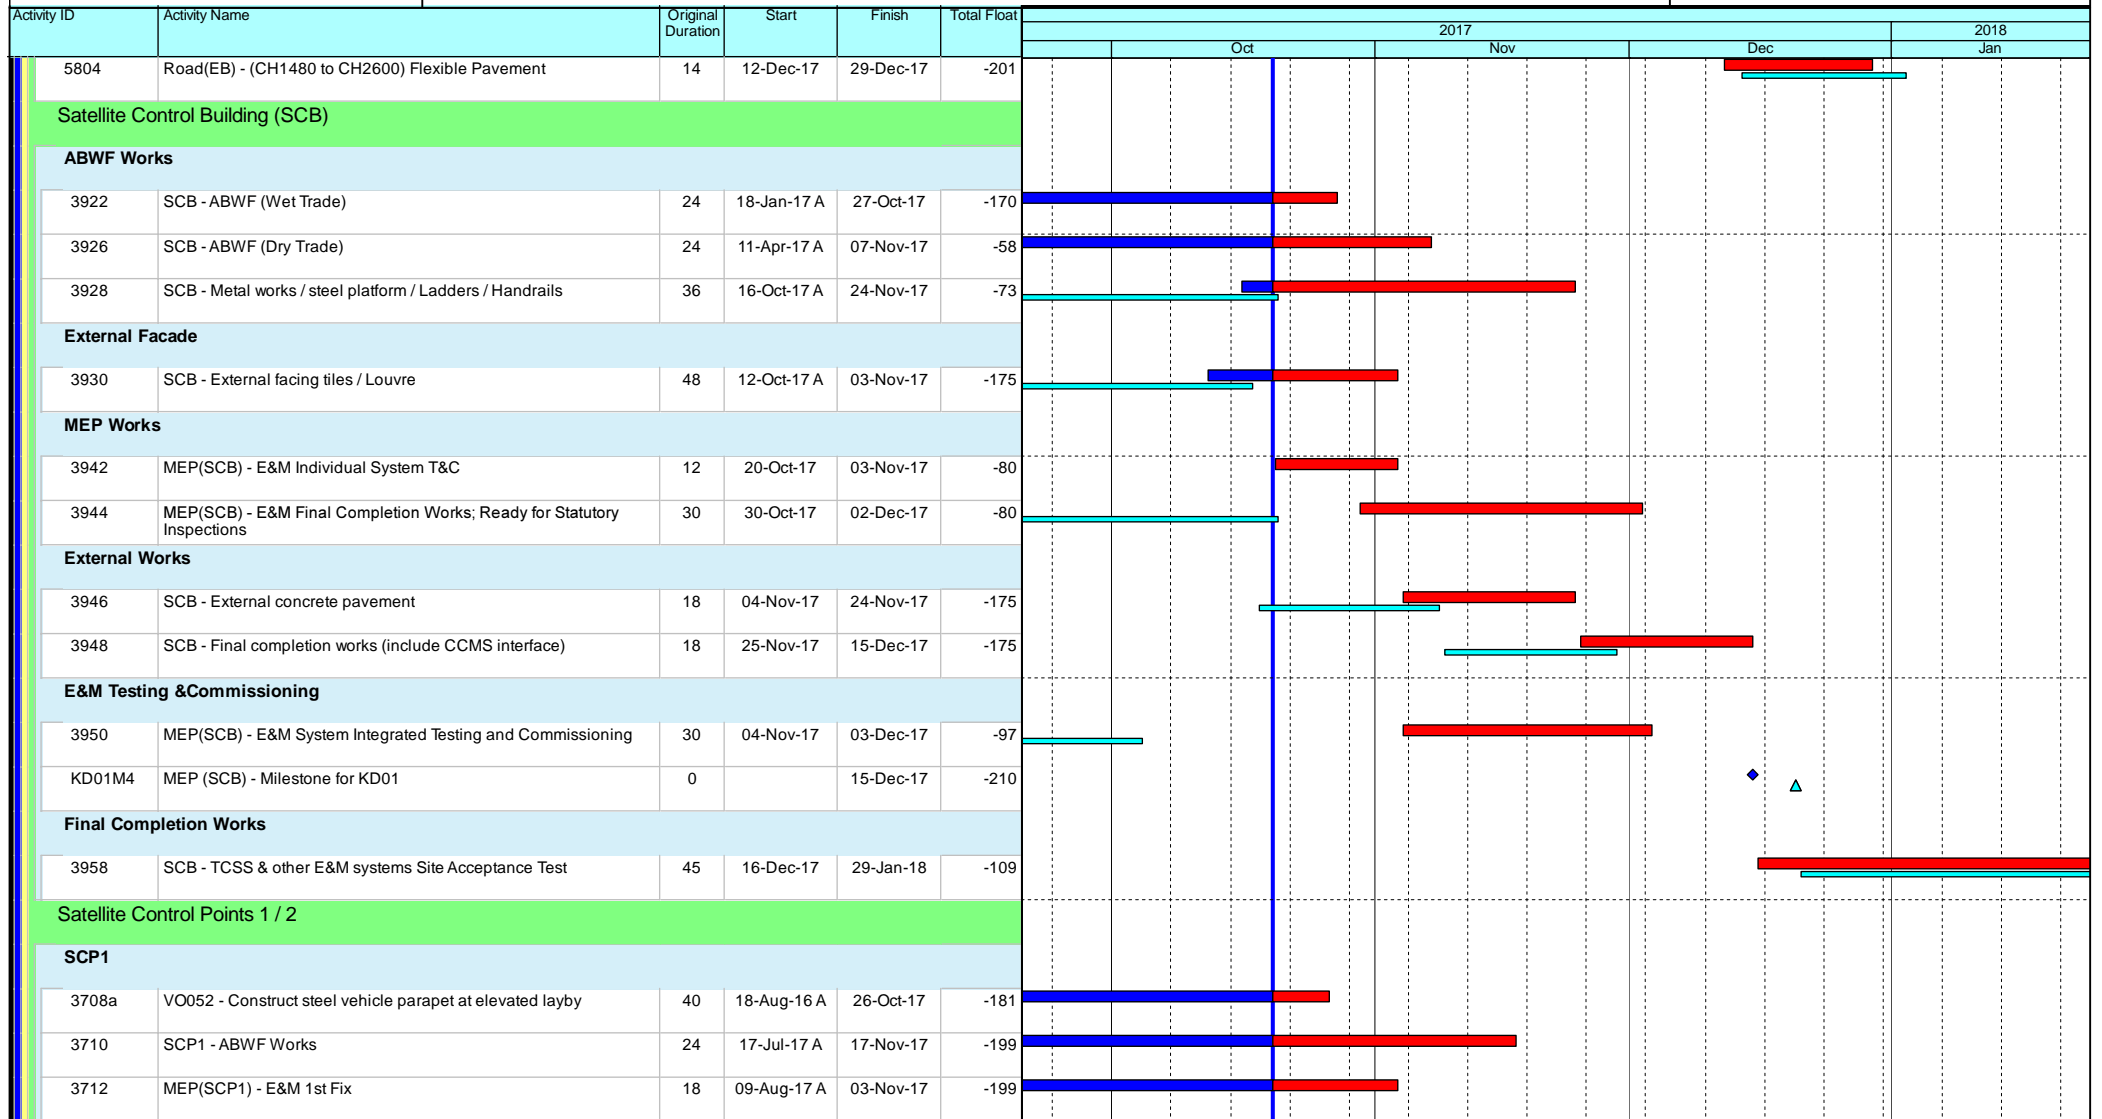 Activity ID Activity Name Original Duration Start Finish Total Float
2017 2018
Oct Nov Dec Jan
5804 Road(EB) - (CH1480 to CH2600) Flexible Pavement 14 12-Dec-17 29-Dec-17 -201
Satellite Control Building (SCB)
ABWF Works
3922 SCB - ABWF (Wet Trade) 24 18-Jan-17 A 27-Oct-17 -170
3926 SCB - ABWF (Dry Trade) 24 11-Apr-17 A 07-Nov-17 -58
3928 SCB - Metal works / steel platform / Ladders / Handrails 36 16-Oct-17 A 24-Nov-17 -73
External Facade
3930 SCB - External facing tiles / Louvre 48 12-Oct-17 A 03-Nov-17 -175
MEP Works
3942 MEP(SCB) - E&M Individual System T&C 12 20-Oct-17 03-Nov-17 -80
3944 MEP(SCB) - E&M Final Completion Works; Ready for Statutory Inspections 30 30-Oct-17 02-Dec-17 -80
External Works
3946 SCB - External concrete pavement 18 04-Nov-17 24-Nov-17 -175
3948 SCB - Final completion works (include CCMS interface) 18 25-Nov-17 15-Dec-17 -175
E&M Testing &Commissioning
3950 MEP(SCB) - E&M System Integrated Testing and Commissioning 30 04-Nov-17 03-Dec-17 -97
KD01M4 MEP (SCB) - Milestone for KD01 0 15-Dec-17 -210
Final Completion Works
3958 SCB - TCSS & other E&M systems Site Acceptance Test 45 16-Dec-17 29-Jan-18 -109
Satellite Control Points 1 / 2
SCP1
3708a VO052 - Construct steel vehicle parapet at elevated layby 40 18-Aug-16 A 26-Oct-17 -181
3710 SCP1 - ABWF Works 24 17-Jul-17 A 17-Nov-17 -199
3712 MEP(SCP1) - E&M 1st Fix 18 09-Aug-17 A 03-Nov-17 -199